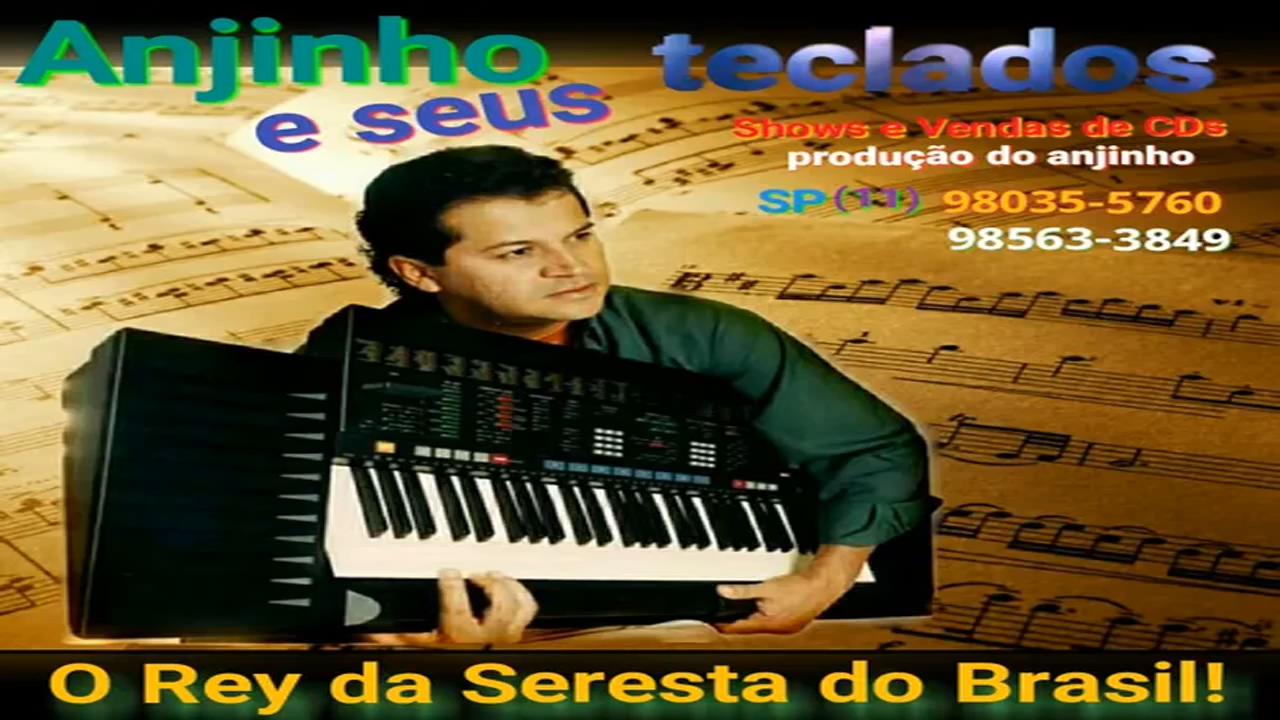 Anjinho
e seus
teclados
Shows e Vendas de CDs
produção do anjinho
SP (11) 98035-5760
98563-3849
O Rey da Seresta do Brasil!